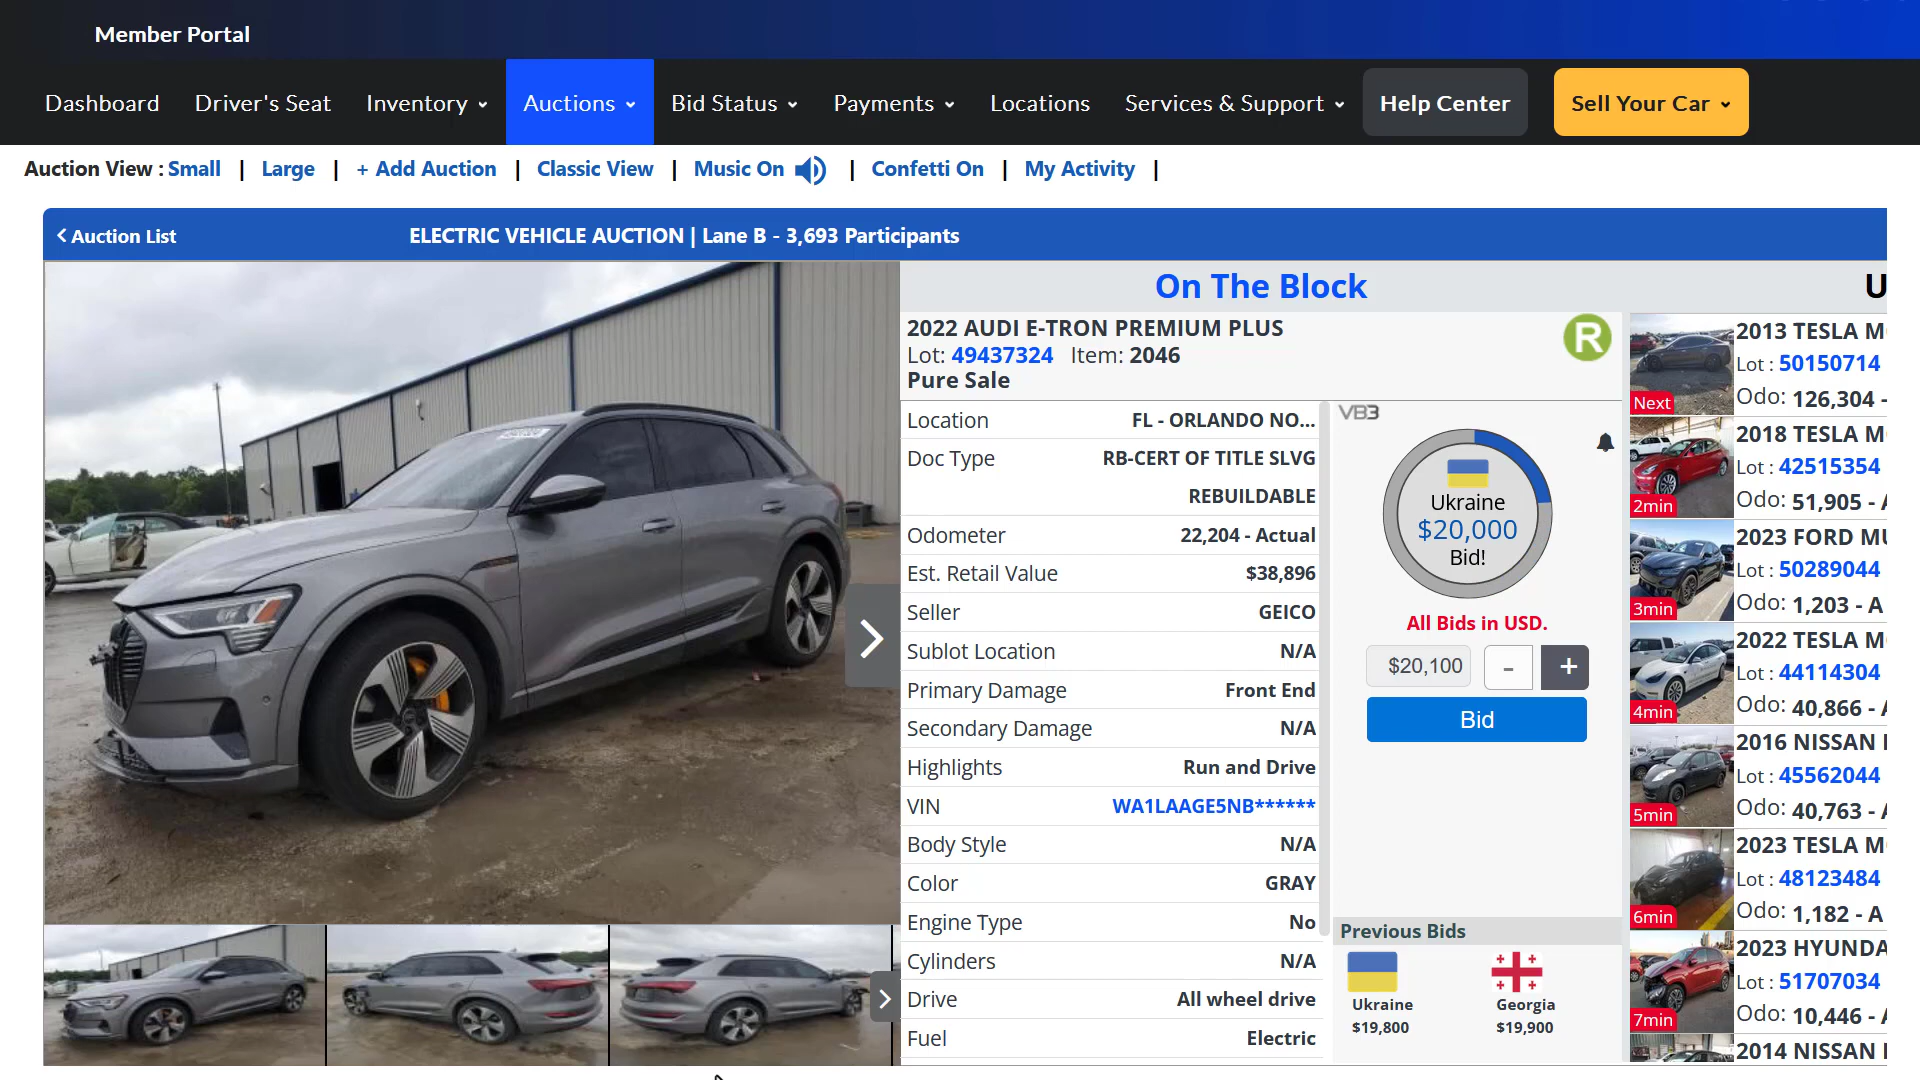 Member Portal
Dashboard Driver's Seat Inventory Auctions Bid Status Payments Locations Services & Support Help Center Sell Your Car
Auction View : Small | Large | + Add Auction | Classic View | Music On | Confetti On | My Activity |
Auction List
ELECTRIC VEHICLE AUCTION | Lane B - 3,693 Participants
On The Block
2022 AUDI E-TRON PREMIUM PLUS
Lot: 49437324 Item: 2046
Pure Sale
R
Location FL - ORLANDO NO...
Doc Type RB-CERT OF TITLE SLVG
REBUILDABLE
Odometer 22,204 - Actual
Est. Retail Value $38,896
Seller GEICO
Sublot Location N/A
Primary Damage Front End
Secondary Damage N/A
Highlights Run and Drive
VIN WA1LAAGE5NB******
Body Style N/A
Color GRAY
Engine Type No
Cylinders N/A
Drive All wheel drive
Fuel Electric
VB3
Ukraine
$20,000
Bid!
All Bids in USD.
$20,100 - +
Bid
Previous Bids
Ukraine
$19,800
Georgia
$19,900
U
2013 TESLA M
Lot : 50150714
Odo: 126,304 -
Next
2018 TESLA M
Lot : 42515354
Odo: 51,905 - A
2min
2023 FORD MU
Lot : 50289044
Odo: 1,203 - A
3min
2022 TESLA M
Lot : 44114304
Odo: 40,866 - A
4min
2016 NISSAN
Lot : 45562044
Odo: 40,763 - A
5min
2023 TESLA M
Lot : 48123484
Odo: 1,182 - A
6min
2023 HYUNDA
Lot : 51707034
Odo: 10,446 - A
7min
2014 NISSAN